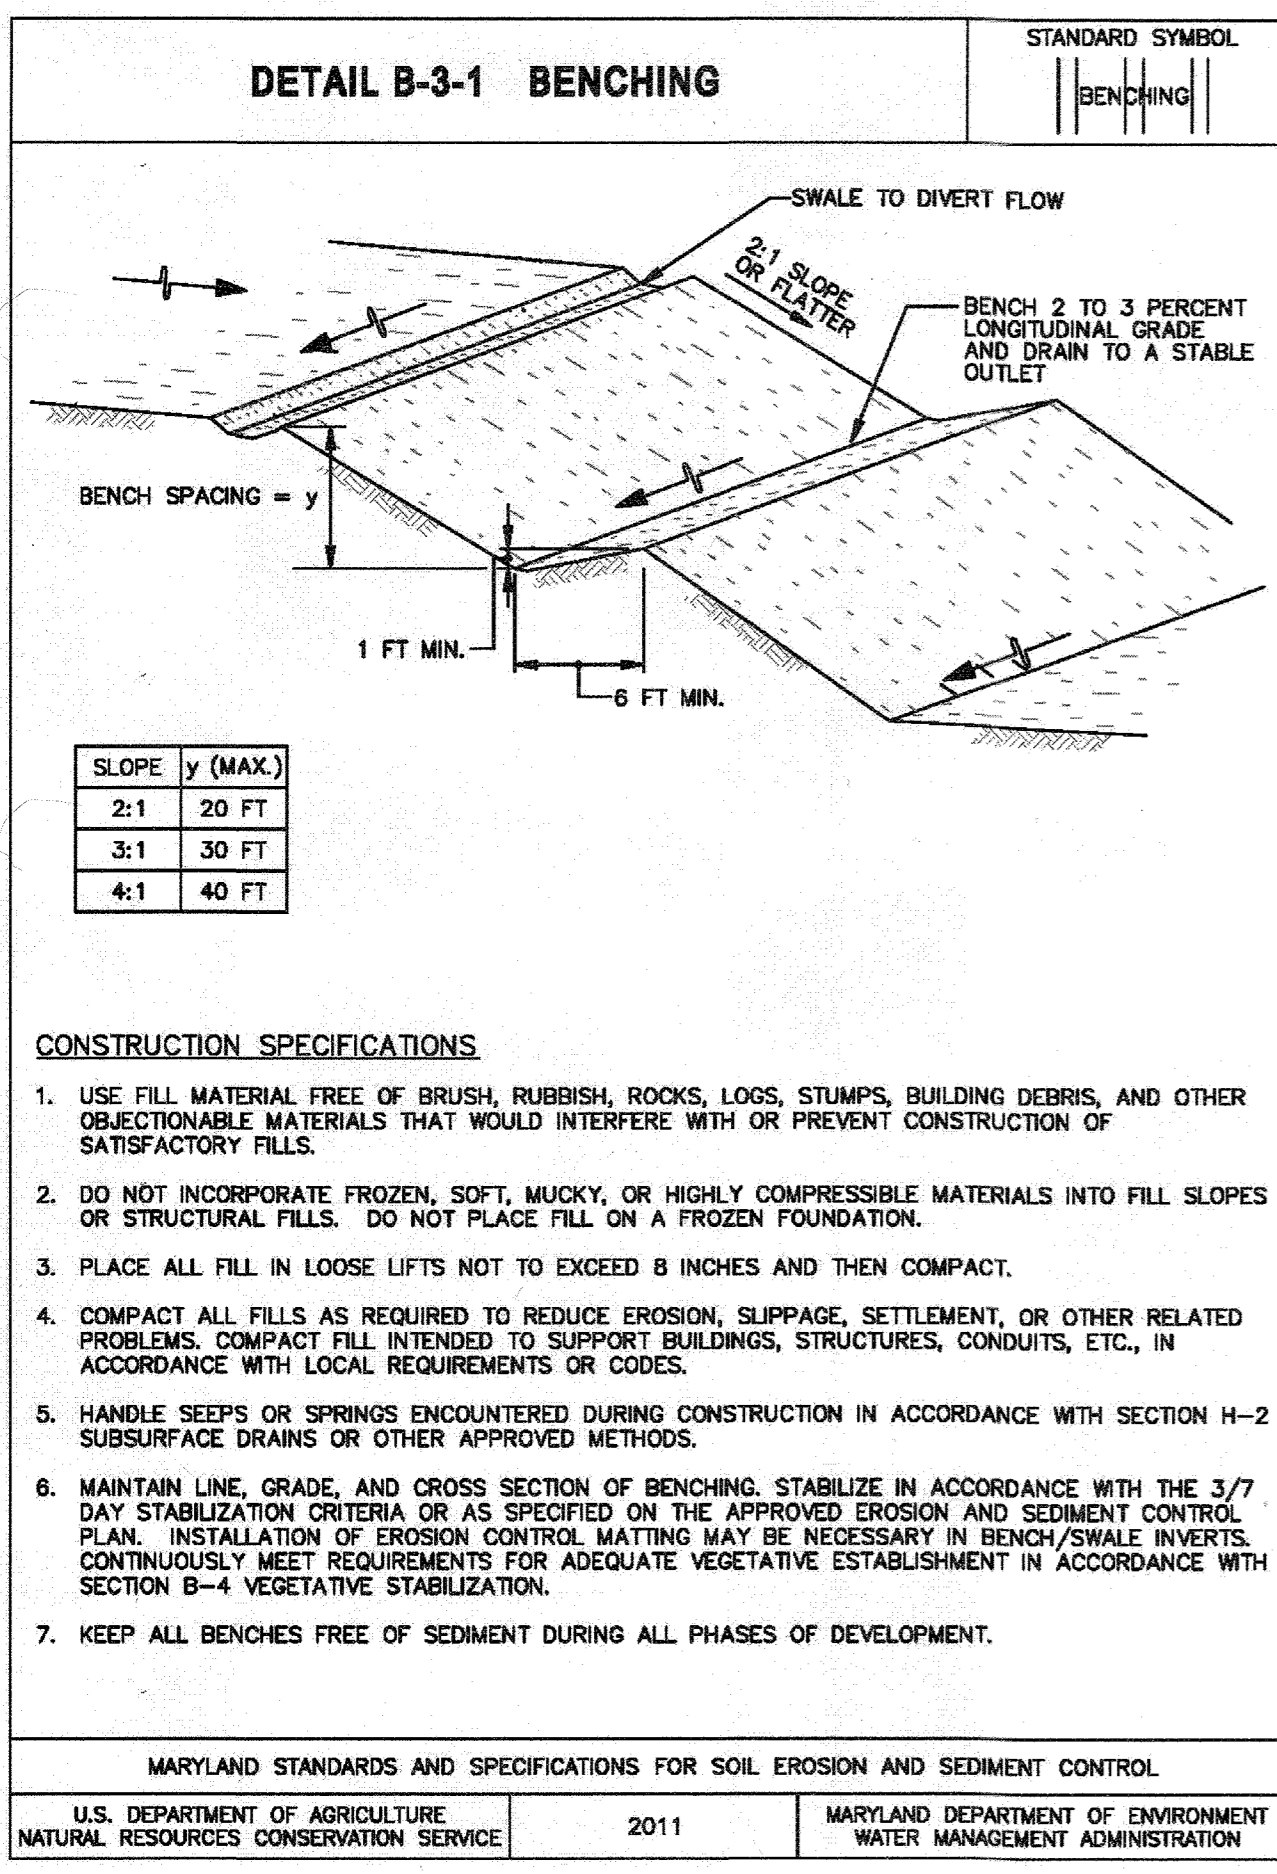 DETAIL B-3-1 BENCHING
STANDARD SYMBOL
BENCHING
SWALE TO DIVERT FLOW
2:1 SLOPE
OR FLATTER
BENCH 2 TO 3 PERCENT
LONGITUDINAL GRADE
AND DRAIN TO A STABLE
OUTLET
BENCH SPACING = y
1 FT MIN.
6 FT MIN.
SLOPE y (MAX.)
2:1 20 FT
3:1 30 FT
4:1 40 FT
CONSTRUCTION SPECIFICATIONS
1. USE FILL MATERIAL FREE OF BRUSH, RUBBISH, ROCKS, LOGS, STUMPS, BUILDING DEBRIS, AND OTHER
OBJECTIONABLE MATERIALS THAT WOULD INTERFERE WITH OR PREVENT CONSTRUCTION OF
SATISFACTORY FILLS.
2. DO NOT INCORPORATE FROZEN, SOFT, MUCKY, OR HIGHLY COMPRESSIBLE MATERIALS INTO FILL SLOPES
OR STRUCTURAL FILLS. DO NOT PLACE FILL ON A FROZEN FOUNDATION.
3. PLACE ALL FILL IN LOOSE LIFTS NOT TO EXCEED 8 INCHES AND THEN COMPACT.
4. COMPACT ALL FILLS AS REQUIRED TO REDUCE EROSION, SLIPPAGE, SETTLEMENT, OR OTHER RELATED
PROBLEMS. COMPACT FILL INTENDED TO SUPPORT BUILDINGS, STRUCTURES, CONDUITS, ETC., IN
ACCORDANCE WITH LOCAL REQUIREMENTS OR CODES.
5. HANDLE SEEPS OR SPRINGS ENCOUNTERED DURING CONSTRUCTION IN ACCORDANCE WITH SECTION H-2
SUBSURFACE DRAINS OR OTHER APPROVED METHODS.
6. MAINTAIN LINE, GRADE, AND CROSS SECTION OF BENCHING. STABILIZE IN ACCORDANCE WITH THE 3/7
DAY STABILIZATION CRITERIA OR AS SPECIFIED ON THE APPROVED EROSION AND SEDIMENT CONTROL
PLAN. INSTALLATION OF EROSION CONTROL MATTING MAY BE NECESSARY IN BENCH/SWALE INVERTS.
CONTINUOUSLY MEET REQUIREMENTS FOR ADEQUATE VEGETATIVE ESTABLISHMENT IN ACCORDANCE WITH
SECTION B-4 VEGETATIVE STABILIZATION.
7. KEEP ALL BENCHES FREE OF SEDIMENT DURING ALL PHASES OF DEVELOPMENT.
MARYLAND STANDARDS AND SPECIFICATIONS FOR SOIL EROSION AND SEDIMENT CONTROL
U.S. DEPARTMENT OF AGRICULTURE
NATURAL RESOURCES CONSERVATION SERVICE
2011
MARYLAND DEPARTMENT OF ENVIRONMENT
WATER MANAGEMENT ADMINISTRATION